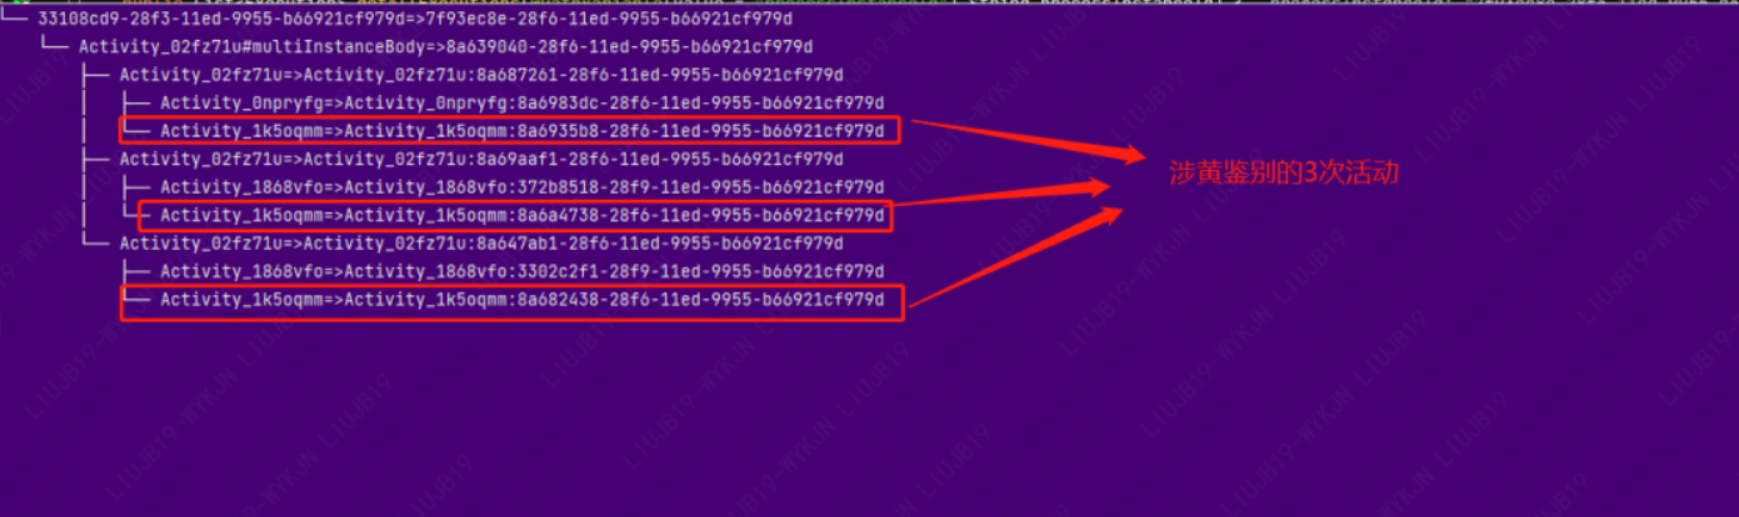 └── 33108cd9-28f3-11ed-9955-b66921cf979d=>7f93ec8e-28f6-11ed-9955-b66921cf979d
└── Activity_02fz71u#multiInstanceBody=>8a639040-28f6-11ed-9955-b66921cf979d
├── Activity_02fz71u=>Activity_02fz71u:8a687261-28f6-11ed-9955-b66921cf979d
│ ├── Activity_0npryfg=>Activity_0npryfg:8a6983dc-28f6-11ed-9955-b66921cf979d
│ └── Activity_1k5oqmm=>Activity_1k5oqmm:8a6935b8-28f6-11ed-9955-b66921cf979d
├── Activity_02fz71u=>Activity_02fz71u:8a69aaf1-28f6-11ed-9955-b66921cf979d
涉黄鉴别的3次活动
│ ├── Activity_1868vfo=>Activity_1868vfo:372b8518-28f9-11ed-9955-b66921cf979d
│ └── Activity_1k5oqmm=>Activity_1k5oqmm:8a6a4738-28f6-11ed-9955-b66921cf979d
└── Activity_02fz71u=>Activity_02fz71u:8a647ab1-28f6-11ed-9955-b66921cf979d
├── Activity_1868vfo=>Activity_1868vfo:3302c2f1-28f9-11ed-9955-b66921cf979d
└── Activity_1k5oqmm=>Activity_1k5oqmm:8a682438-28f6-11ed-9955-b66921cf979d
LIUJB19-WYKJN LIUJB19